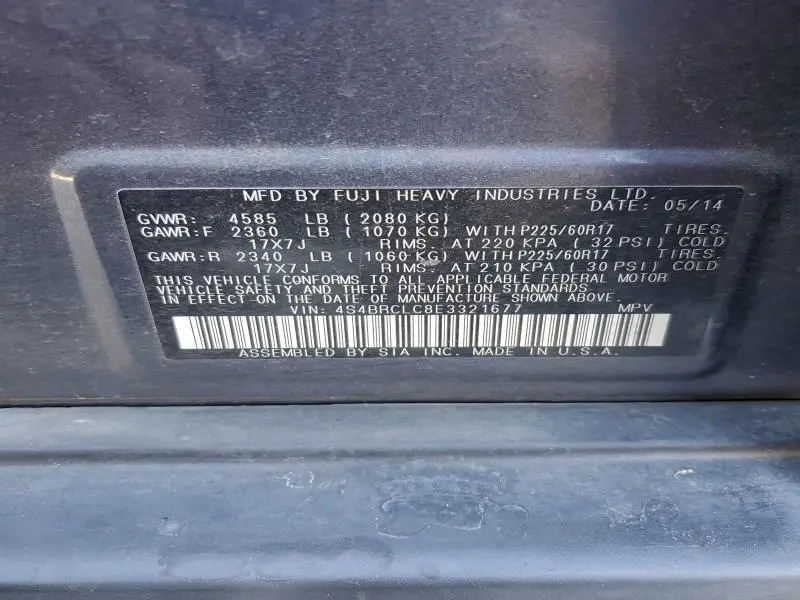 MFD BY FUJI HEAVY INDUSTRIES LTD.
DATE: 05/14
GVWR: 4585 LB ( 2080 KG)
GAWR:F 2360 LB ( 1070 KG) WITH P225/60R17 TIRES.
17X7J RIMS. AT 220 KPA ( 32 PSI) COLD
GAWR:R 2340 LB ( 1060 KG) WITH P225/60R17 TIRES.
17X7J RIMS. AT 210 KPA ( 30 PSI) COLD
THIS VEHICLE CONFORMS TO ALL APPLICABLE FEDERAL MOTOR
VEHICLE SAFETY AND THEFT PREVENTION STANDARDS
IN EFFECT ON THE DATE OF MANUFACTURE SHOWN ABOVE.
VIN: 4S4BRCLC8E3321677 MPV
ASSEMBLED BY SIA INC. MADE IN U.S.A.